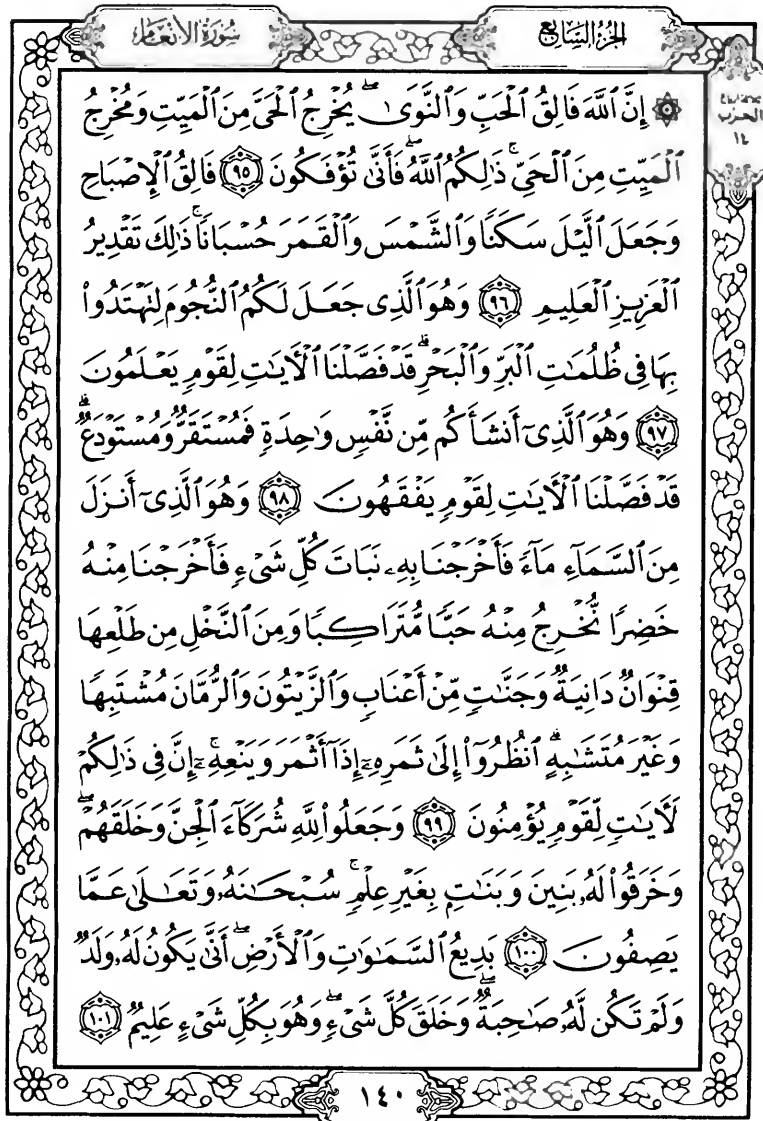 سُورَةُ الأَنْعَامِ
الجُزْءُ السَّابِعُ
الحزب
١٤
۞ إِنَّ ٱللَّهَ فَالِقُ ٱلْحَبِّ وَٱلنَّوَىٰۖ يُخْرِجُ ٱلْحَىَّ مِنَ ٱلْمَيِّتِ وَمُخْرِجُ
ٱلْمَيِّتِ مِنَ ٱلْحَىِّۚ ذَٰلِكُمُ ٱللَّهُۖ فَأَنَّىٰ تُؤْفَكُونَ ٩٥ فَالِقُ ٱلْإِصْبَاحِ
وَجَعَلَ ٱلَّيْلَ سَكَنًا وَٱلشَّمْسَ وَٱلْقَمَرَ حُسْبَانًاۚ ذَٰلِكَ تَقْدِيرُ
ٱلْعَزِيزِ ٱلْعَلِيمِ ٩٦ وَهُوَ ٱلَّذِى جَعَلَ لَكُمُ ٱلنُّجُومَ لِتَهْتَدُوا۟
بِهَا فِى ظُلُمَٰتِ ٱلْبَرِّ وَٱلْبَحْرِۗ قَدْ فَصَّلْنَا ٱلْءَايَٰتِ لِقَوْمٍ يَعْلَمُونَ
٩٧ وَهُوَ ٱلَّذِىٓ أَنشَأَكُم مِّن نَّفْسٍ وَٰحِدَةٍ فَمُسْتَقَرٌّ وَمُسْتَوْدَعٌۗ
قَدْ فَصَّلْنَا ٱلْءَايَٰتِ لِقَوْمٍ يَفْقَهُونَ ٩٨ وَهُوَ ٱلَّذِىٓ أَنزَلَ
مِنَ ٱلسَّمَآءِ مَآءً فَأَخْرَجْنَا بِهِۦ نَبَاتَ كُلِّ شَىْءٍ فَأَخْرَجْنَا مِنْهُ
خَضِرًا نُّخْرِجُ مِنْهُ حَبًّا مُّتَرَاكِبًا وَمِنَ ٱلنَّخْلِ مِن طَلْعِهَا
قِنْوَانٌ دَانِيَةٌ وَجَنَّٰتٍ مِّنْ أَعْنَابٍ وَٱلزَّيْتُونَ وَٱلرُّمَّانَ مُشْتَبِهًا
وَغَيْرَ مُتَشَٰبِهٍۗ ٱنظُرُوٓا۟ إِلَىٰ ثَمَرِهِۦٓ إِذَآ أَثْمَرَ وَيَنْعِهِۦٓۚ إِنَّ فِى ذَٰلِكُمْ
لَءَايَٰتٍ لِّقَوْمٍ يُؤْمِنُونَ ٩٩ وَجَعَلُوا۟ لِلَّهِ شُرَكَآءَ ٱلْجِنَّ وَخَلَقَهُمْۖ
وَخَرَقُوا۟ لَهُۥ بَنِينَ وَبَنَٰتٍۭ بِغَيْرِ عِلْمٍۚ سُبْحَٰنَهُۥ وَتَعَٰلَىٰ عَمَّا
يَصِفُونَ ١٠٠ بَدِيعُ ٱلسَّمَٰوَٰتِ وَٱلْأَرْضِۖ أَنَّىٰ يَكُونُ لَهُۥ وَلَدٌ
وَلَمْ تَكُن لَّهُۥ صَٰحِبَةٌۖ وَخَلَقَ كُلَّ شَىْءٍۖ وَهُوَ بِكُلِّ شَىْءٍ عَلِيمٌ ١٠١
١٤٠